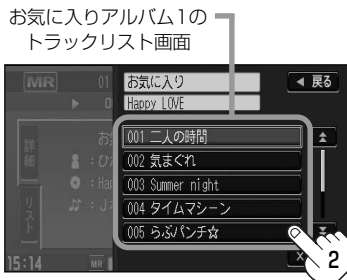 お気に入りアルバム1の
トラックリスト画面
MR
01
お気に入り
戻る
Happy LOVE
001 二人の時間
002 気まぐれ
003 Summer night
004 タイムマシーン
005 らぶパンチ☆
詳細
リスト
15:14
MR
2